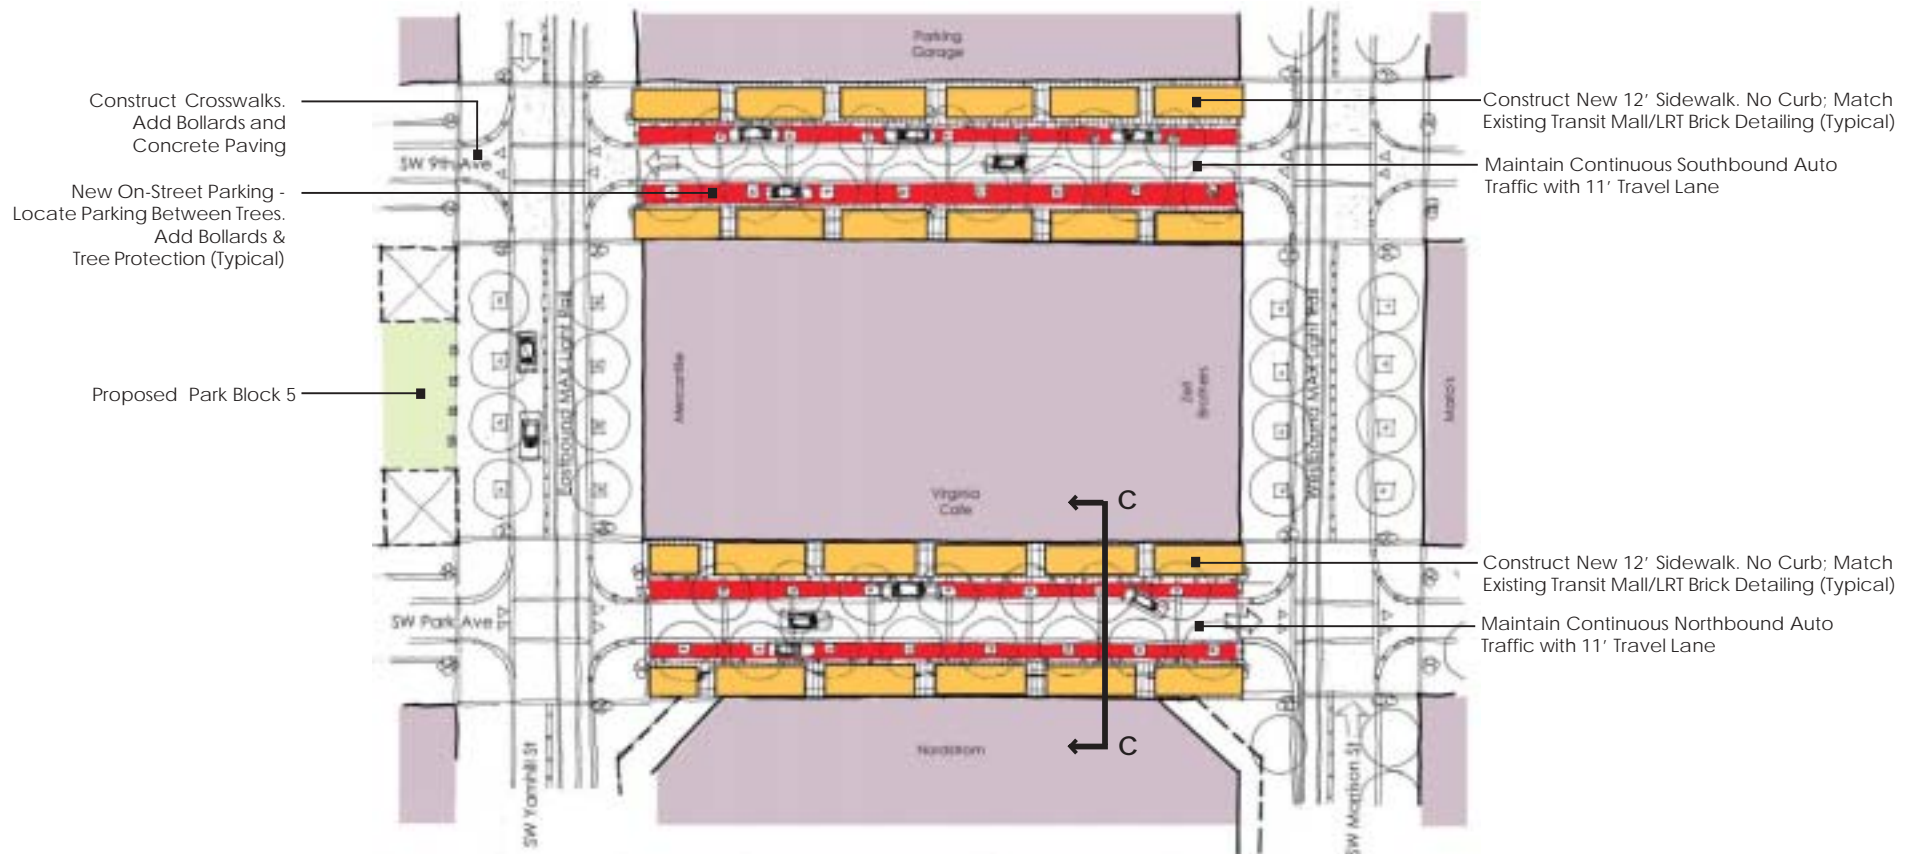 Parking
Garage
Construct Crosswalks.
Add Bollards and
Concrete Paving
SW 9th Ave
New On-Street Parking -
Locate Parking Between Trees.
Add Bollards &
Tree Protection (Typical)
Proposed Park Block 5
Construct New 12' Sidewalk. No Curb; Match
Existing Transit Mall/LRT Brick Detailing (Typical)
Maintain Continuous Southbound Auto
Traffic with 11' Travel Lane
Eastbound MAX Light Rail
Mercantile
Zell
Brothers
Westbound MAX Light Rail
Mario's
Virginia
Cafe
C
Construct New 12' Sidewalk. No Curb; Match
Existing Transit Mall/LRT Brick Detailing (Typical)
SW Park Ave
Maintain Continuous Northbound Auto
Traffic with 11' Travel Lane
Nordstrom
C
SW Yamhill St
SW Morrison St